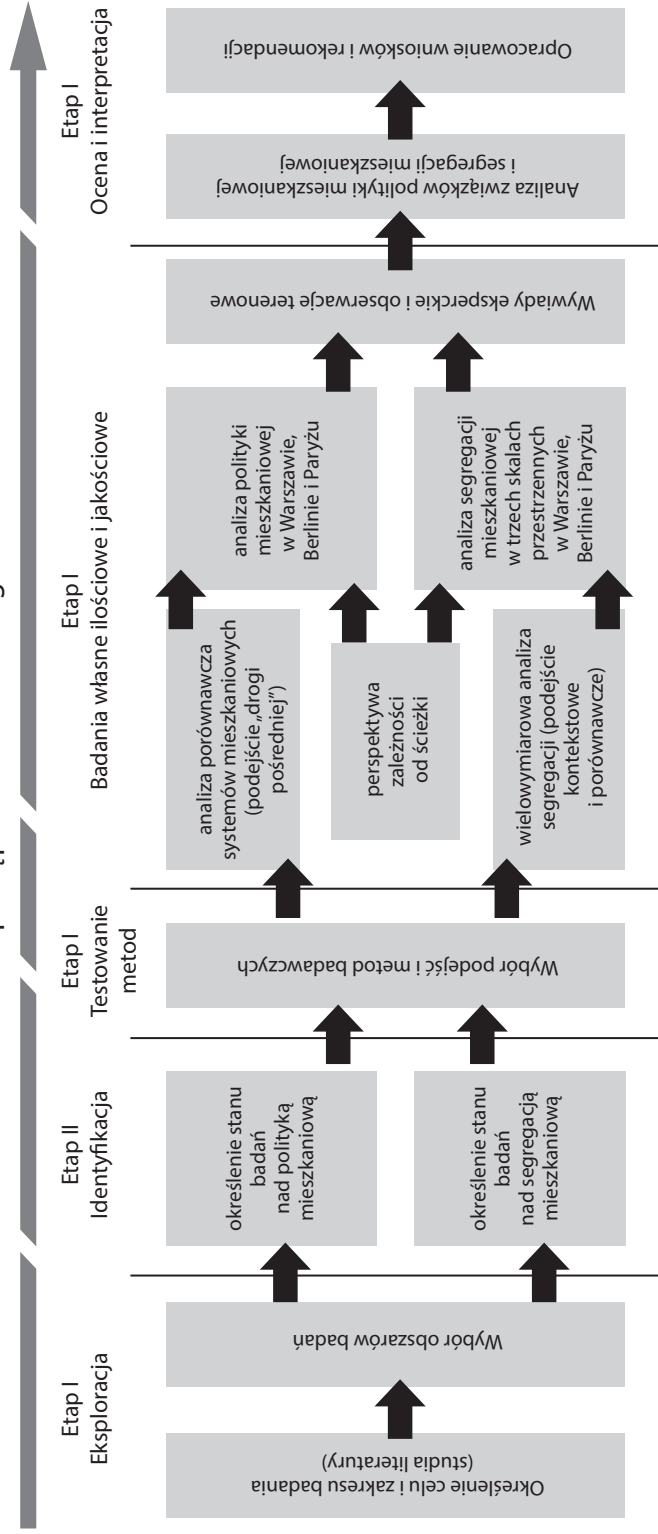 Etap I
Eksploracja
Określenie celu i zakresu badania
(studia literatury)
Wybór obszarów badań
Etap II
Identyfikacja
określenie stanu
badań
nad polityką
mieszkaniową
określenie stanu
badań
nad segregacją
mieszkaniową
Etap I
Testowanie
metod
Wybór podejść i metod badawczych
Etap I
Badania własne ilościowe i jakościowe
analiza porównawcza
systemów mieszkaniowych
(podejście „drogi
pośredniej”)
perspektywa
zależności
od ścieżki
wielowymiarowa analiza
segregacji (podejście
kontekstowe
i porównawcze)
analiza polityki
mieszkaniowej
w Warszawie,
Berlinie i Paryżu
analiza segregacji
mieszkaniowej
w trzech skalach
przestrzennych
w Warszawie,
Berlinie i Paryżu
Wywiady eksperckie i obserwacje terenowe
Etap I
Ocena i interpretacja
Analiza związków polityki mieszkaniowej
i segregacji mieszkaniowej
Opracowanie wniosków i rekomendacji